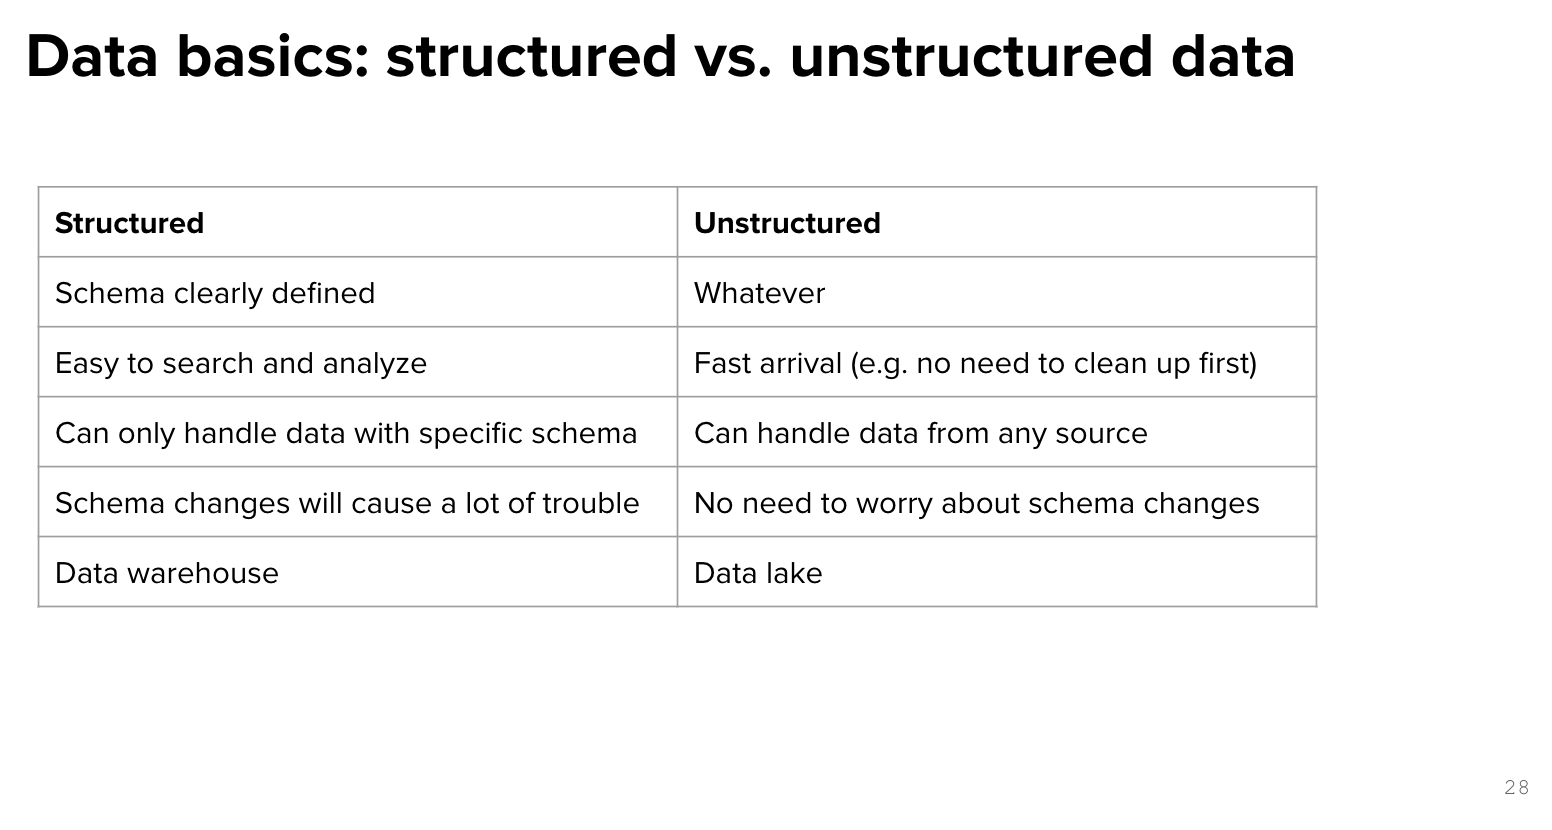 Data basics: structured vs. unstructured data
Structured
Unstructured
Schema clearly defined
Whatever
Easy to search and analyze
Fast arrival (e.g. no need to clean up first)
Can only handle data with specific schema
Can handle data from any source
Schema changes will cause a lot of trouble
No need to worry about schema changes
Data warehouse
Data lake
28